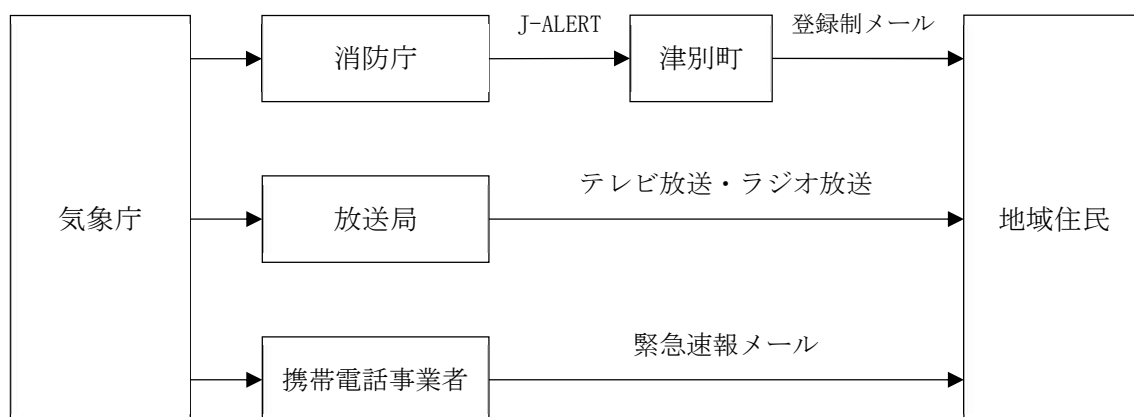 J-ALERT
登録制メール
消防庁
津別町
テレビ放送・ラジオ放送
気象庁
放送局
地域住民
緊急速報メール
携帯電話事業者